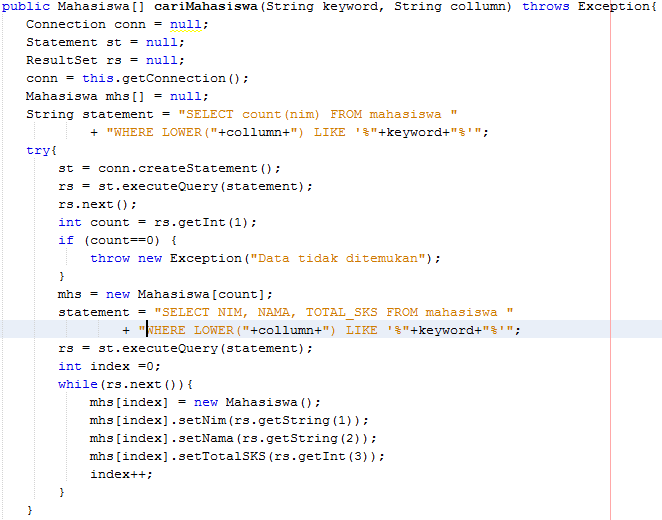 public Mahasiswa[] cariMahasiswa(String keyword, String collumn) throws Exception{
Connection conn = null;
Statement st = null;
ResultSet rs = null;
conn = this.getConnection();
Mahasiswa mhs[] = null;
String statement = "SELECT count(nim) FROM mahasiswa "
+ "WHERE LOWER("+collumn+") LIKE '%"+keyword+"%'";
try{
st = conn.createStatement();
rs = st.executeQuery(statement);
rs.next();
int count = rs.getInt(1);
if (count==0) {
throw new Exception("Data tidak ditemukan");
}
mhs = new Mahasiswa[count];
statement = "SELECT NIM, NAMA, TOTAL_SKS FROM mahasiswa "
+ "WHERE LOWER("+collumn+") LIKE '%"+keyword+"%'";
rs = st.executeQuery(statement);
int index =0;
while(rs.next()){
mhs[index] = new Mahasiswa();
mhs[index].setNim(rs.getString(1));
mhs[index].setNama(rs.getString(2));
mhs[index].setTotalSKS(rs.getInt(3));
index++;
}
}